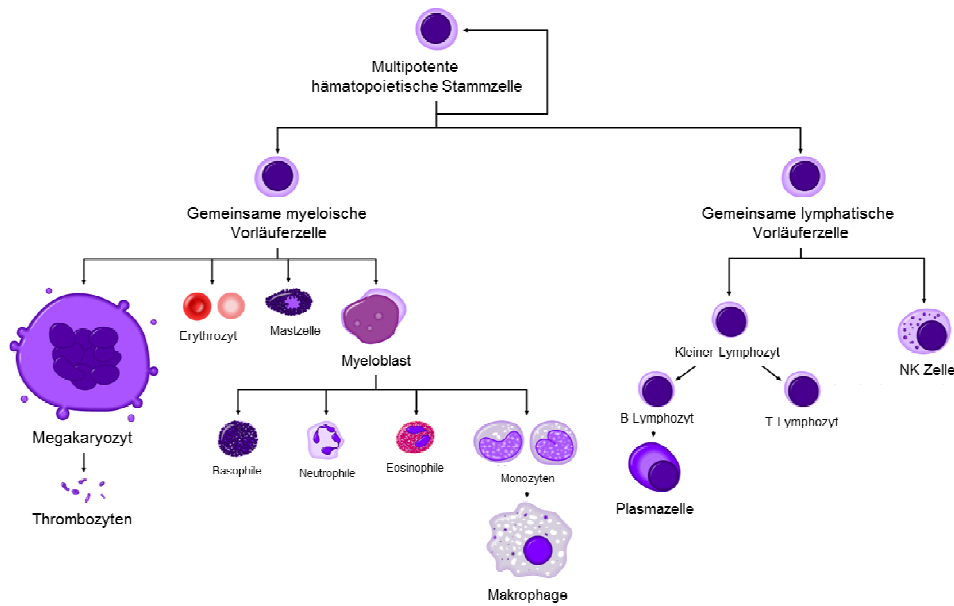 Multipotente
hämatopoietische Stammzelle
Gemeinsame myeloische
Vorläuferzelle
Gemeinsame lymphatische
Vorläuferzelle
Erythrozyt
Mastzelle
Myeloblast
Kleiner Lymphozyt
NK Zelle
Megakaryozyt
B Lymphozyt
T Lymphozyt
Basophile
Neutrophile
Eosinophile
Monozyten
Thrombozyten
Plasmazelle
Makrophage